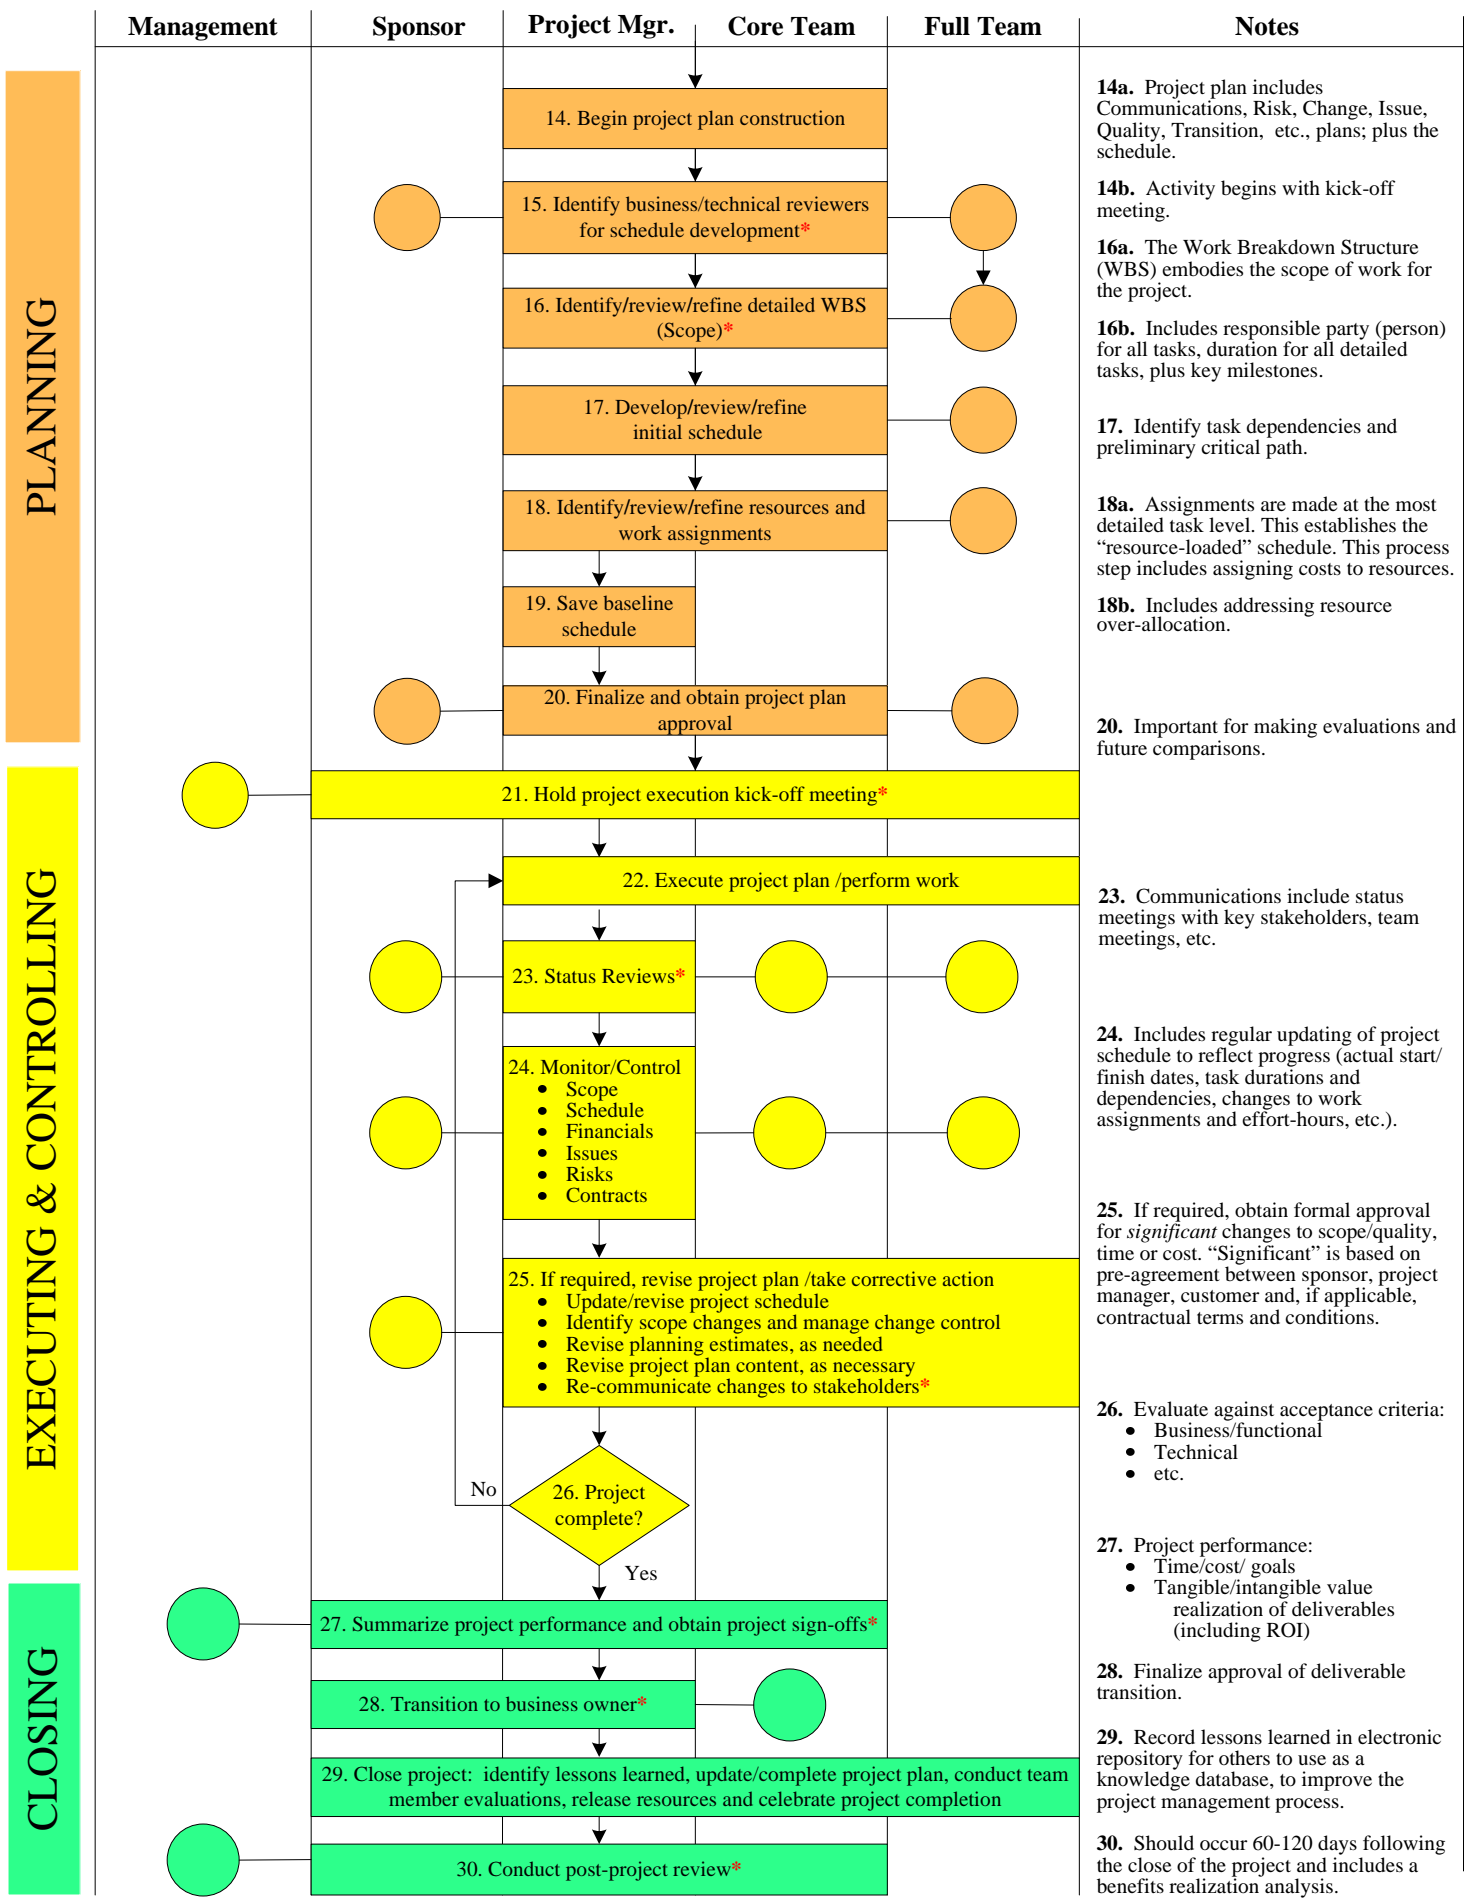 Management Sponsor Project Mgr. Core Team Full Team Notes
PLANNING
14. Begin project plan construction
15. Identify business/technical reviewers
for schedule development*
16. Identify/review/refine detailed WBS
(Scope)*
17. Develop/review/refine
initial schedule
18. Identify/review/refine resources and
work assignments
19. Save baseline
schedule
20. Finalize and obtain project plan
approval
14a. Project plan includes
Communications, Risk, Change, Issue,
Quality, Transition, etc., plans; plus the
schedule.
14b. Activity begins with kick-off
meeting.
16a. The Work Breakdown Structure
(WBS) embodies the scope of work for
the project.
16b. Includes responsible party (person)
for all tasks, duration for all detailed
tasks, plus key milestones.
17. Identify task dependencies and
preliminary critical path.
18a. Assignments are made at the most
detailed task level. This establishes the
“resource-loaded” schedule. This process
step includes assigning costs to resources.
18b. Includes addressing resource
over-allocation.
20. Important for making evaluations and
future comparisons.
EXECUTING & CONTROLLING
21. Hold project execution kick-off meeting*
22. Execute project plan /perform work
23. Status Reviews*
24. Monitor/Control
• Scope
• Schedule
• Financials
• Issues
• Risks
• Contracts
25. If required, revise project plan /take corrective action
• Update/revise project schedule
• Identify scope changes and manage change control
• Revise planning estimates, as needed
• Revise project plan content, as necessary
• Re-communicate changes to stakeholders*
No
26. Project
complete?
Yes
23. Communications include status
meetings with key stakeholders, team
meetings, etc.
24. Includes regular updating of project
schedule to reflect progress (actual start/
finish dates, task durations and
dependencies, changes to work
assignments and effort-hours, etc.).
25. If required, obtain formal approval
for significant changes to scope/quality,
time or cost. “Significant” is based on
pre-agreement between sponsor, project
manager, customer and, if applicable,
contractual terms and conditions.
26. Evaluate against acceptance criteria:
• Business/functional
• Technical
• etc.
CLOSING
27. Summarize project performance and obtain project sign-offs*
28. Transition to business owner*
29. Close project: identify lessons learned, update/complete project plan, conduct team
member evaluations, release resources and celebrate project completion
30. Conduct post-project review*
27. Project performance:
• Time/cost/ goals
• Tangible/intangible value
realization of deliverables
(including ROI)
28. Finalize approval of deliverable
transition.
29. Record lessons learned in electronic
repository for others to use as a
knowledge database, to improve the
project management process.
30. Should occur 60-120 days following
the close of the project and includes a
benefits realization analysis.